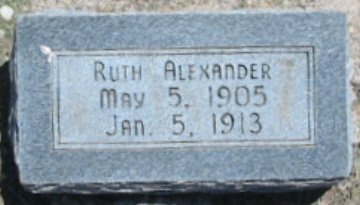 Ruth Alexander
May 5, 1905
Jan. 5, 1913